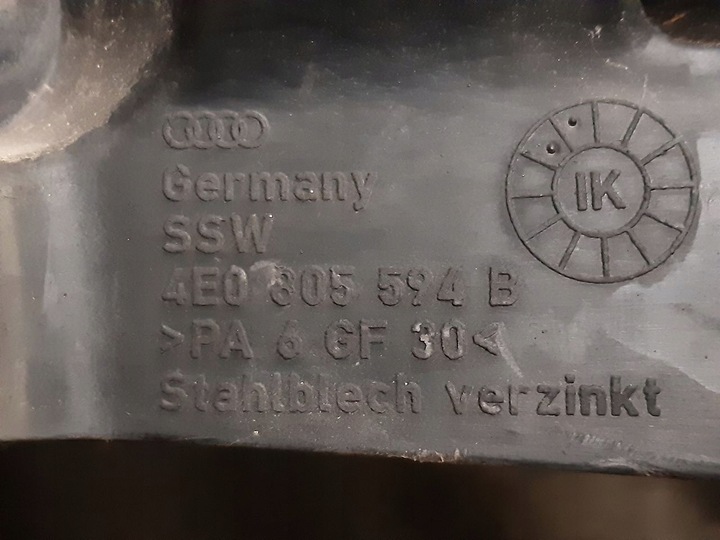 Germany
SSW
4E0 805 594 B
>PA 6 GF 30<
Stahlblech verzinkt
IK